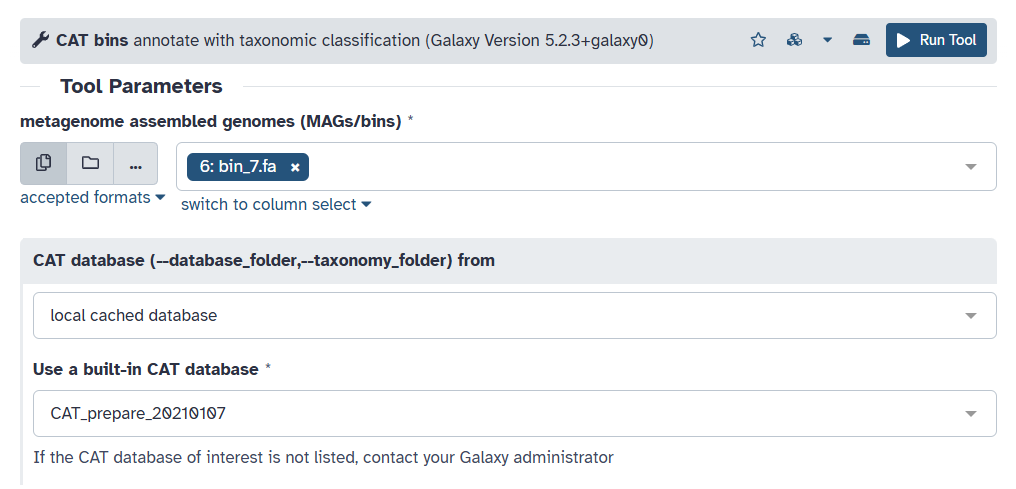 CAT bins annotate with taxonomic classification (Galaxy Version 5.2.3+galaxy0)
Run Tool
Tool Parameters
metagenome assembled genomes (MAGs/bins) *
...
6: bin_7.fa ×
accepted formats
switch to column select
CAT database (--database_folder,--taxonomy_folder) from
local cached database
Use a built-in CAT database *
CAT_prepare_20210107
If the CAT database of interest is not listed, contact your Galaxy administrator